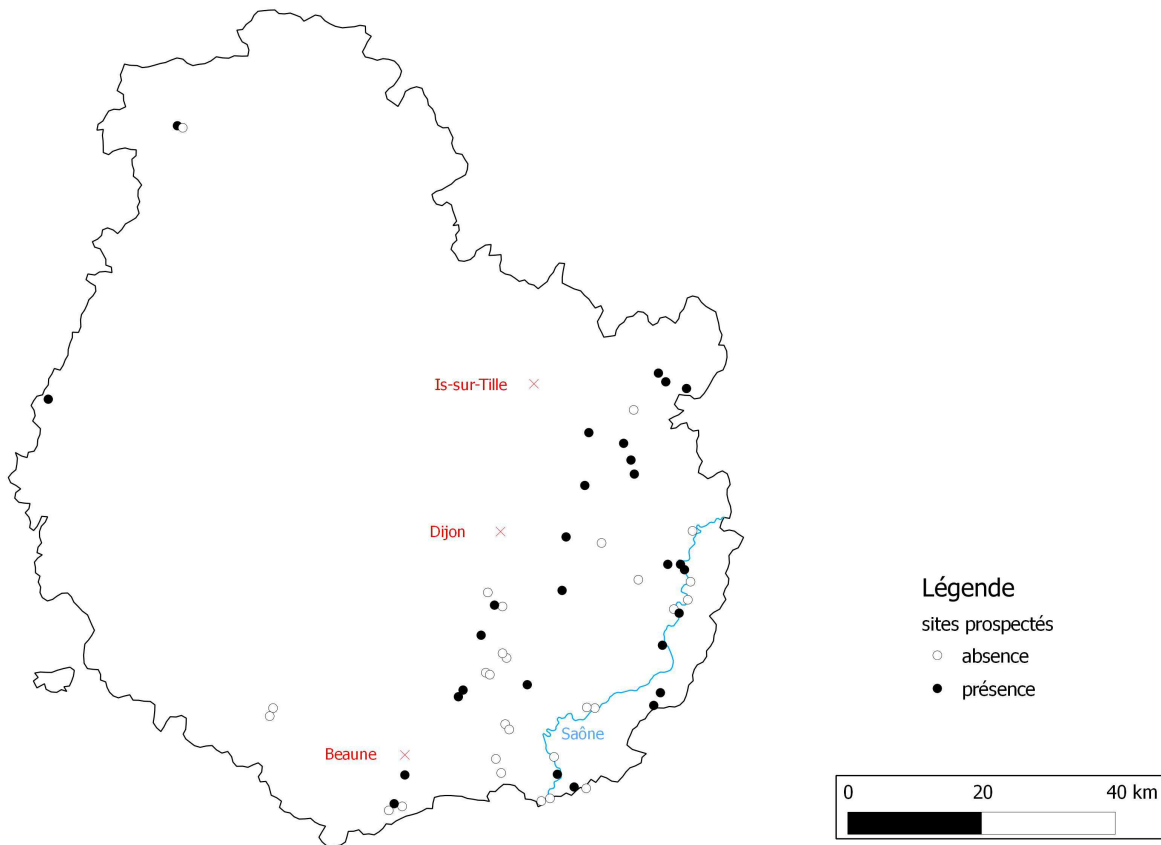 Is-sur-Tille
Dijon
Saône
Beaune
Légende
sites prospectés
absence
présence
0 20 40 km